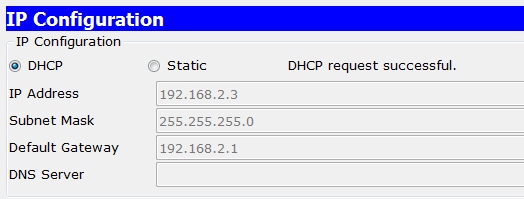 IP Configuration
IP Configuration
DHCP Static DHCP request successful.
IP Address 192.168.2.3
Subnet Mask 255.255.255.0
Default Gateway 192.168.2.1
DNS Server